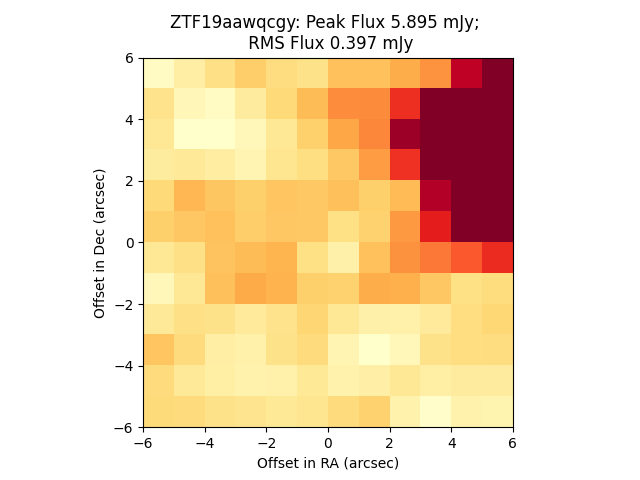 ZTF19aawqcgy: Peak Flux 5.895 mJy;
RMS Flux 0.397 mJy
6
4
2
0
−2
−4
−6
Offset in Dec (arcsec)
−6 −4 −2 0 2 4 6
Offset in RA (arcsec)